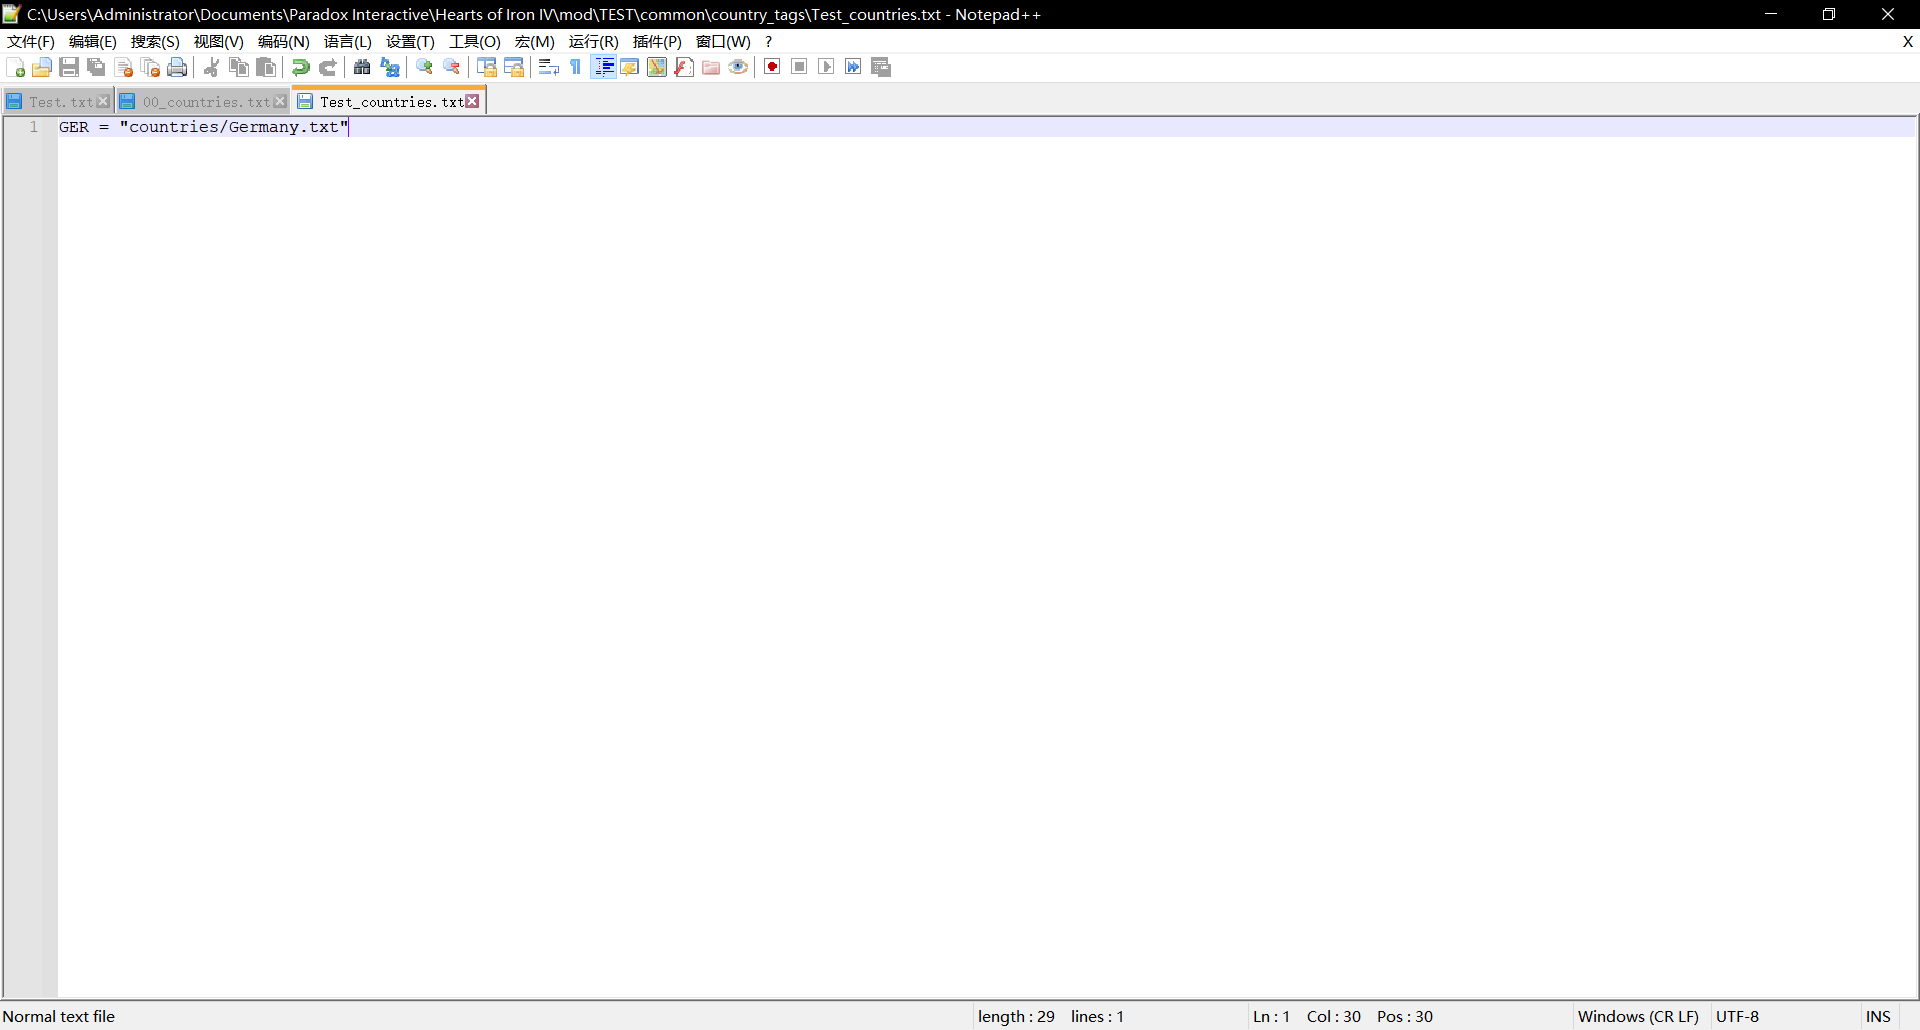 C:\Users\Administrator\Documents\Paradox Interactive\Hearts of Iron IV\mod\TEST\common\country_tags\Test_countries.txt - Notepad++
文件(F) 编辑(E) 搜索(S) 视图(V) 编码(N) 语言(L) 设置(T) 工具(O) 宏(M) 运行(R) 插件(P) 窗口(W) ? X
Test.txt 00_countries.txt Test_countries.txt
1 GER = "countries/Germany.txt"
Normal text file length : 29 lines : 1 Ln : 1 Col : 30 Pos : 30 Windows (CR LF) UTF-8 INS